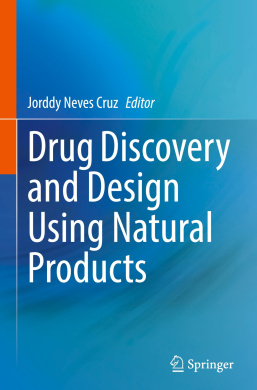 Jorddy Neves Cruz Editor
Drug Discovery
and Design
Using Natural
Products
Springer